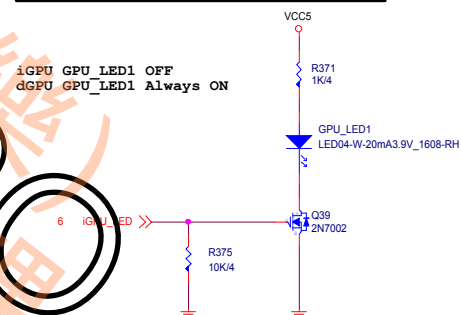 VCC5
R371
1K/4
iGPU GPU_LED1 OFF
dGPU GPU_LED1 Always ON
GPU_LED1
LED04-W-20mA3.9V_1608-RH
6 iGPU_LED
Q39
2N7002
R375
10K/4